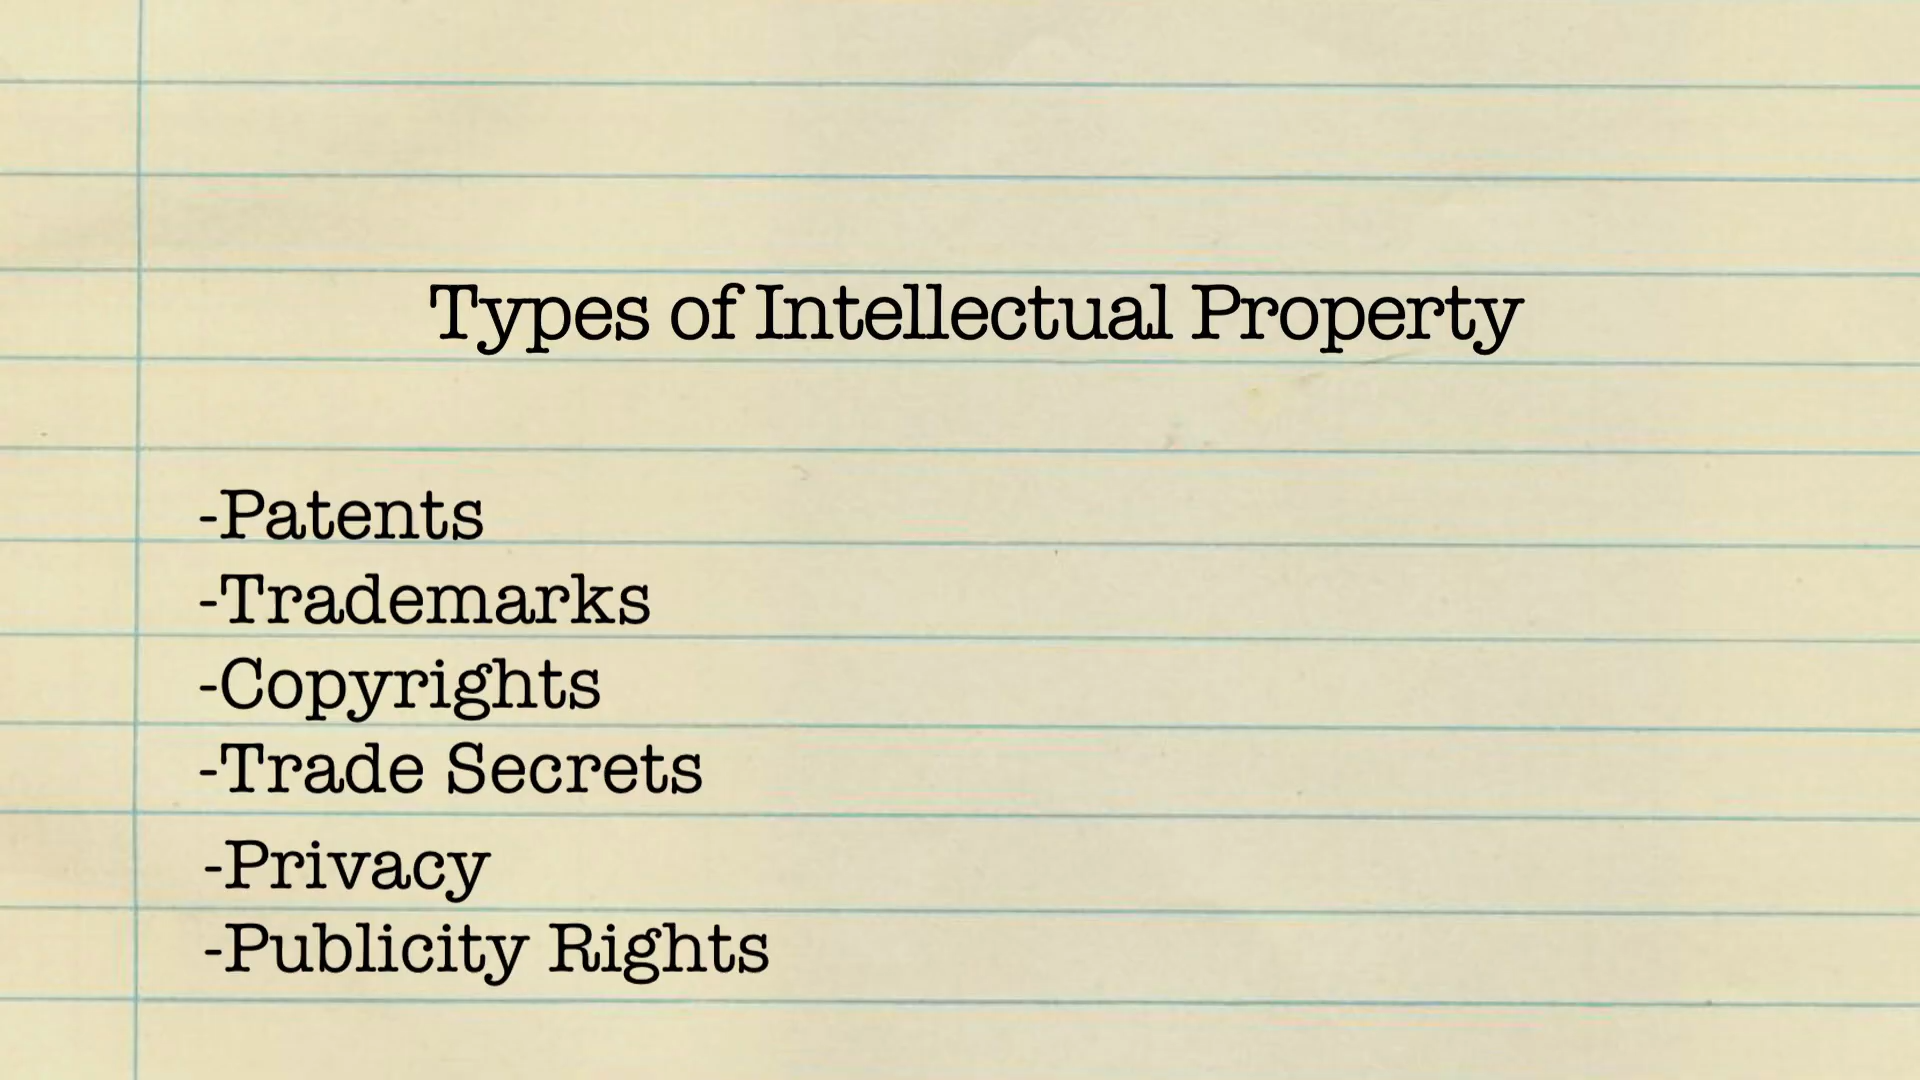 Types of Intellectual Property
-Patents
-Trademarks
-Copyrights
-Trade Secrets
-Privacy
-Publicity Rights